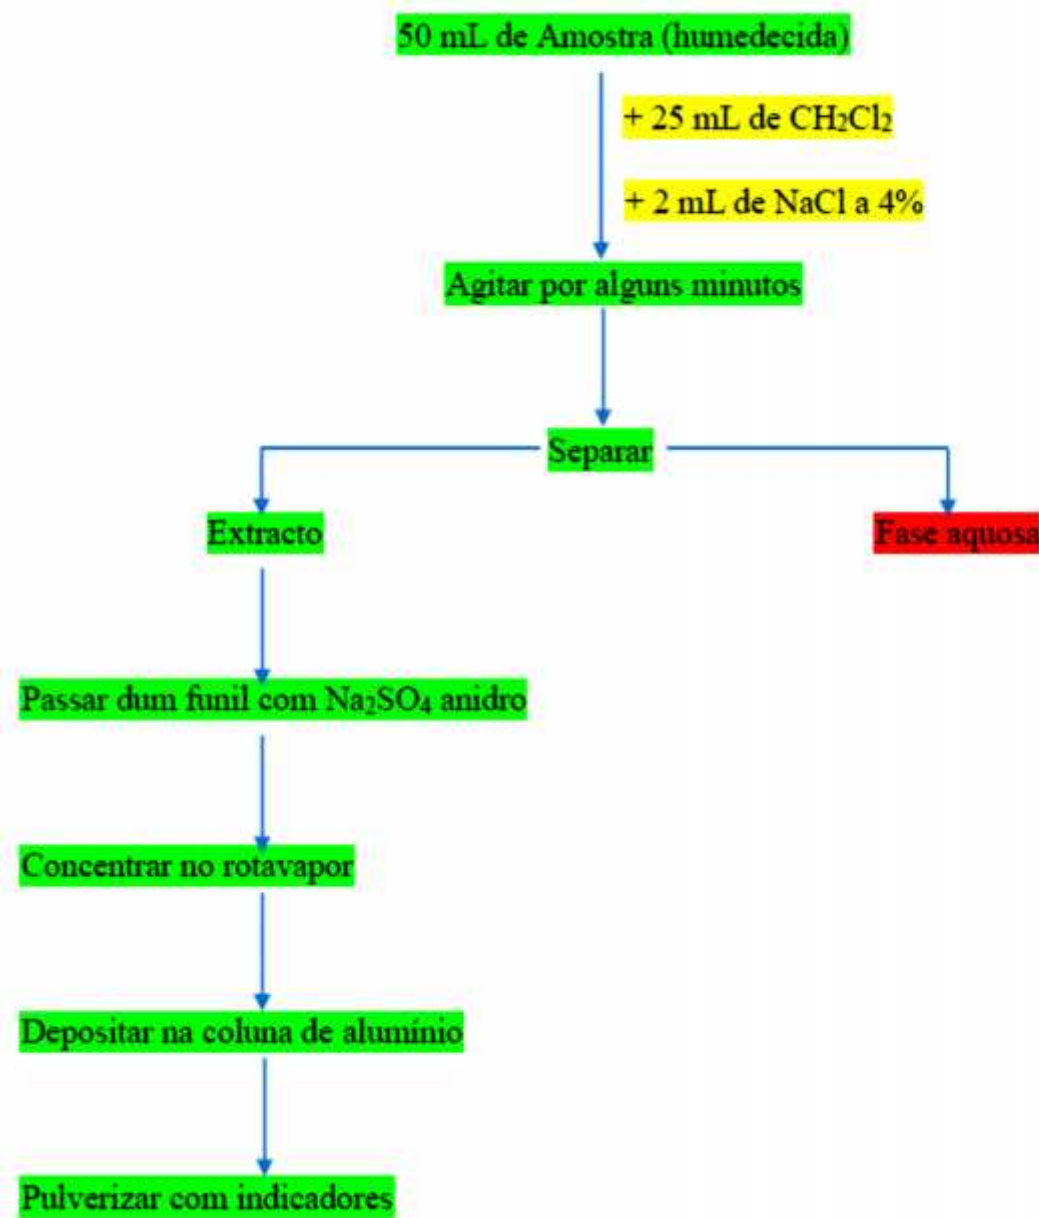 50 mL de Amostra (humedecida)
+ 25 mL de CH₂Cl₂
+ 2 mL de NaCl a 4%
Agitar por alguns minutos
Separar
Extracto
Fase aquosa
Passar dum funil com Na₂SO₄ anidro
Concentrar no rotavapor
Depositar na coluna de alumínio
Pulverizar com indicadores